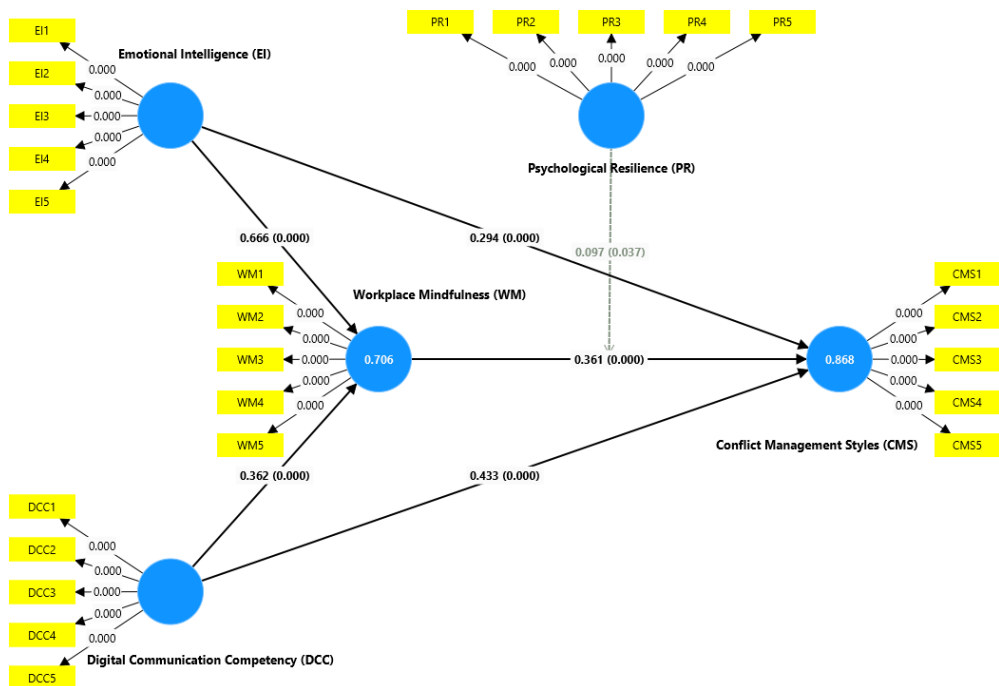 EI1
EI2
EI3
EI4
EI5
Emotional Intelligence (EI)
0.000
0.000
0.000
0.000
0.000
PR1
PR2
PR3
PR4
PR5
0.000
0.000
0.000
0.000
0.000
Psychological Resilience (PR)
0.666 (0.000)
0.294 (0.000)
0.097 (0.037)
WM1
WM2
WM3
WM4
WM5
Workplace Mindfulness (WM)
0.000
0.000
0.000
0.000
0.000
0.706
0.361 (0.000)
0.868
CMS1
CMS2
CMS3
CMS4
CMS5
0.000
0.000
0.000
0.000
0.000
Conflict Management Styles (CMS)
0.362 (0.000)
0.433 (0.000)
DCC1
DCC2
DCC3
DCC4
DCC5
0.000
0.000
0.000
0.000
0.000
Digital Communication Competency (DCC)